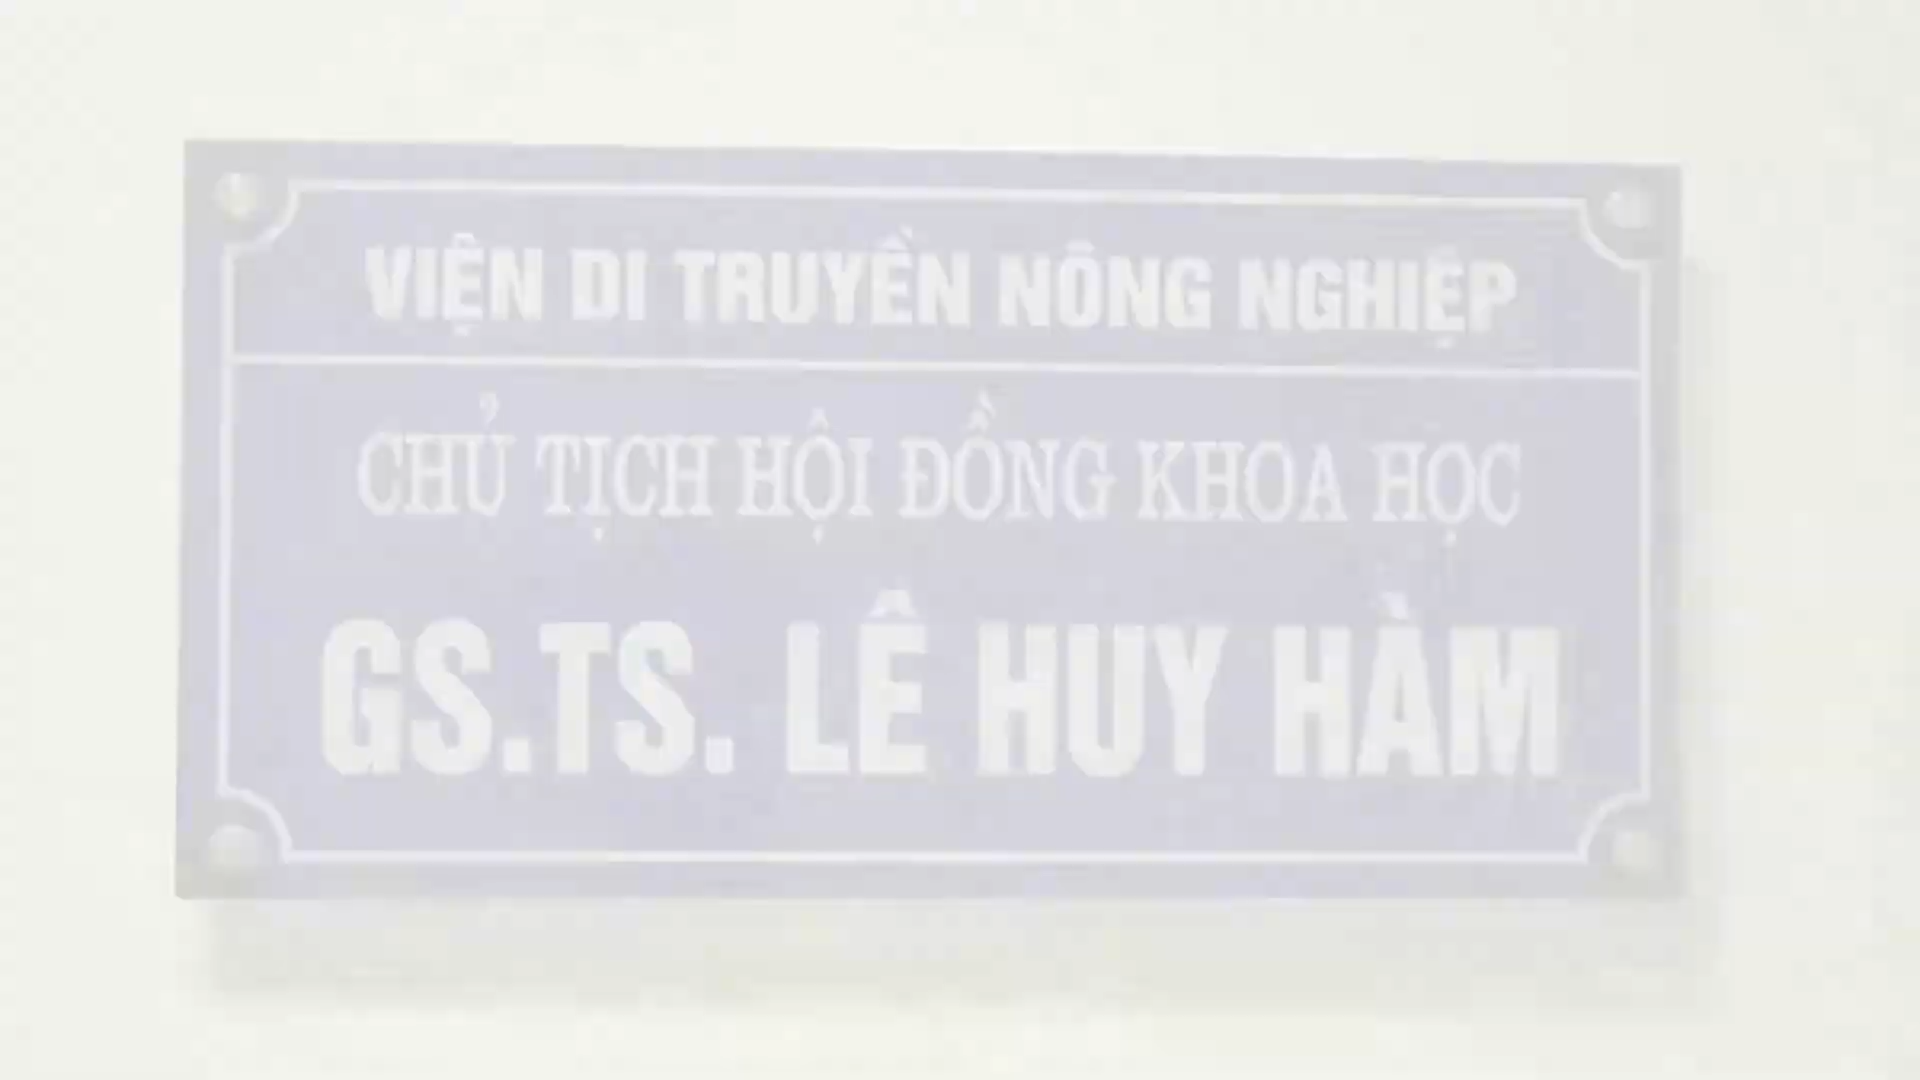 VIỆN DI TRUYỀN NÔNG NGHIỆP
CHỦ TỊCH HỘI ĐỒNG KHOA HỌC
GS.TS. LÊ HUY HÀM